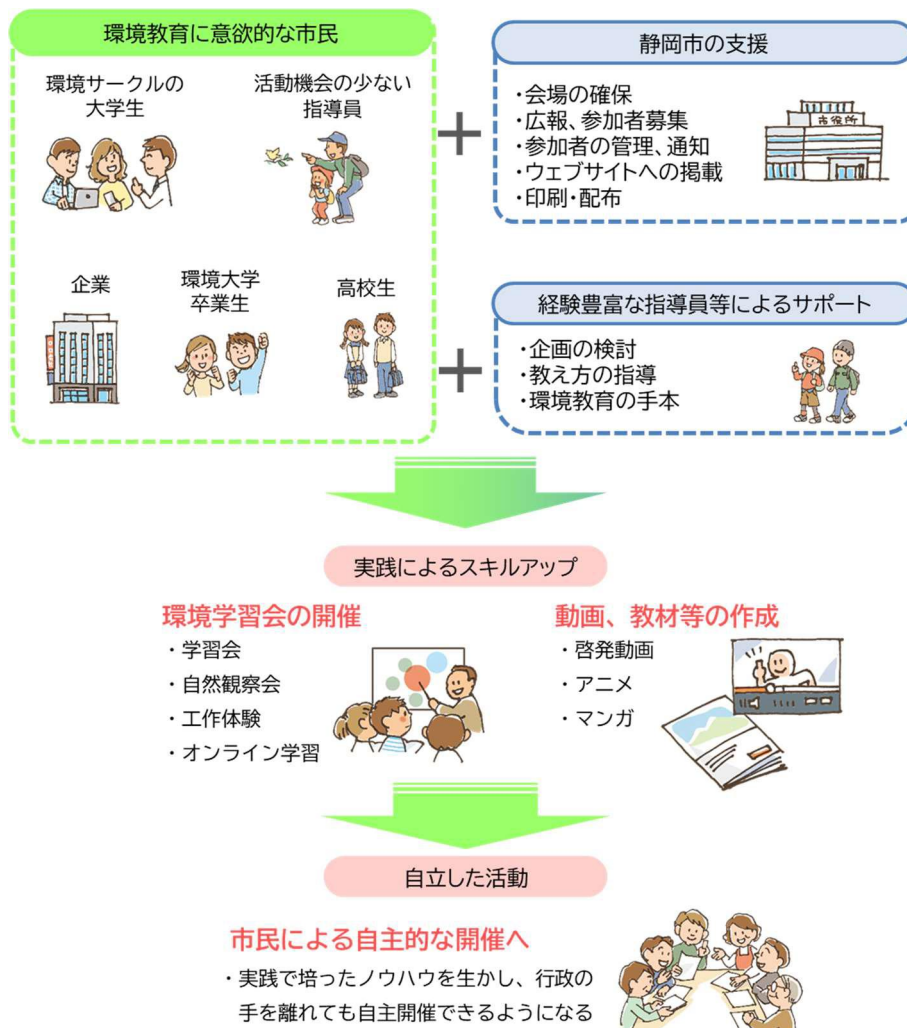 環境教育に意欲的な市民
環境サークルの
大学生
活動機会の少ない
指導員
企業
環境大学
卒業生
高校生
静岡市の支援
・会場の確保
・広報、参加者募集
・参加者の管理、通知
・ウェブサイトへの掲載
・印刷・配布
市役所
経験豊富な指導員等によるサポート
・企画の検討
・教え方の指導
・環境教育の手本
実践によるスキルアップ
環境学習会の開催
・学習会
・自然観察会
・工作体験
・オンライン学習
動画、教材等の作成
・啓発動画
・アニメ
・マンガ
自立した活動
市民による自主的な開催へ
・実践で培ったノウハウを生かし、行政の
手を離れても自主開催できるようになる